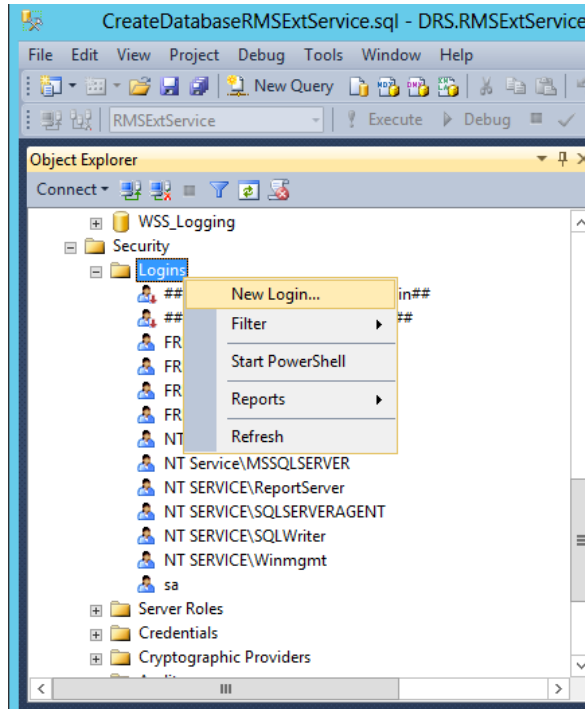 CreateDatabaseRMSExtService.sql - DRS.RMSExtService
File Edit View Project Debug Tools Window Help
New Query
RMSExtService Execute Debug
Object Explorer
Connect
WSS_Logging
Security
Logins
## New Login... in##
## Filter ##
FR
FR Start PowerShell
FR Reports
FR
NT Refresh
NT Service\MSSQLSERVER
NT SERVICE\ReportServer
NT SERVICE\SQLSERVERAGENT
NT SERVICE\SQLWriter
NT SERVICE\Winmgmt
sa
Server Roles
Credentials
Cryptographic Providers